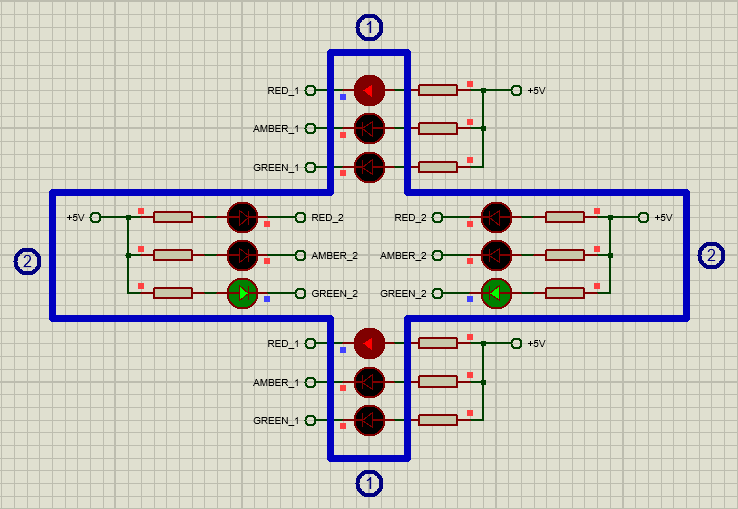 1
RED_1 +5V
AMBER_1
GREEN_1
+5V RED_2 RED_2 +5V
2 AMBER_2 AMBER_2 2
GREEN_2 GREEN_2
RED_1 +5V
AMBER_1
GREEN_1
1